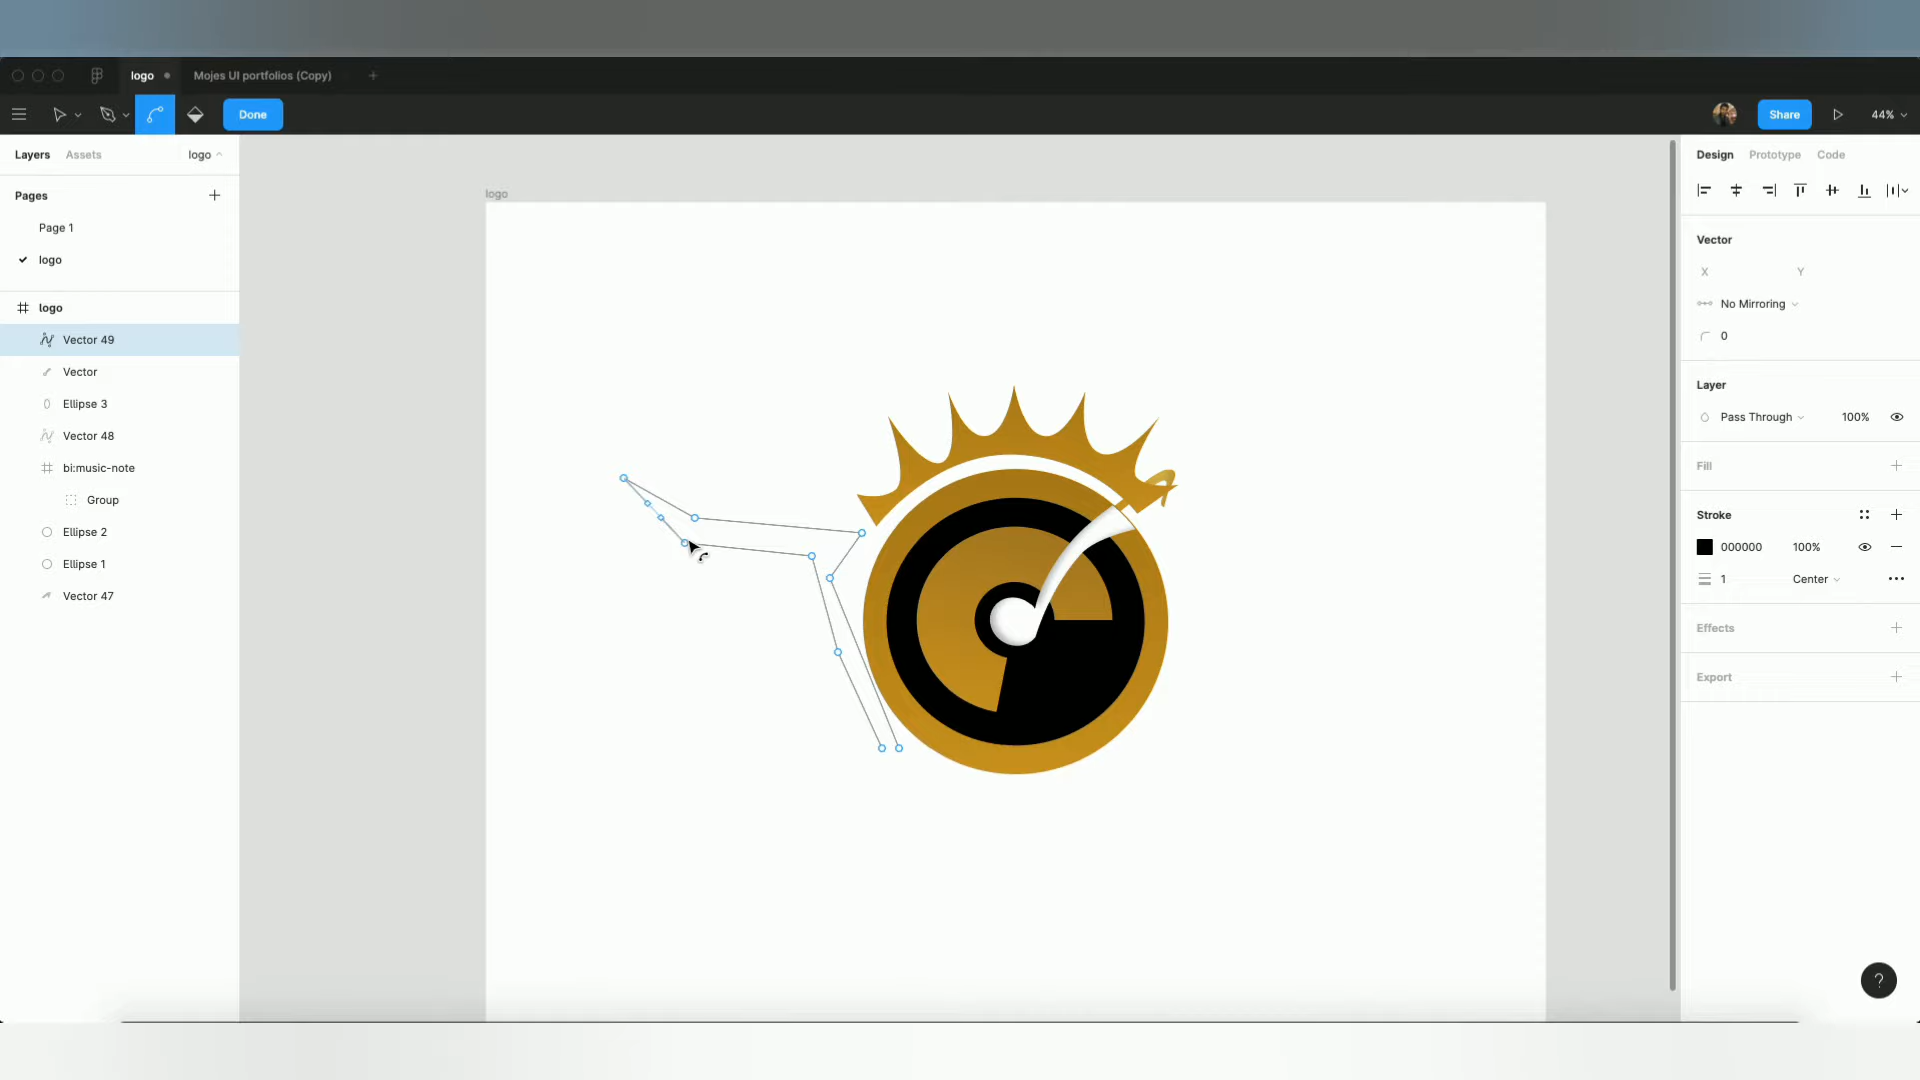 logo
Mojes UI portfolios (Copy)
Done
Share
44%
Layers
Assets
logo
Pages
Page 1
logo
logo
Vector 49
Vector
Ellipse 3
Vector 48
bi:music-note
Group
Ellipse 2
Ellipse 1
Vector 47
logo
Design
Prototype
Code
Vector
X
Y
No Mirroring
0
Layer
Pass Through
100%
Fill
Stroke
000000
100%
1
Center
Effects
Export
?